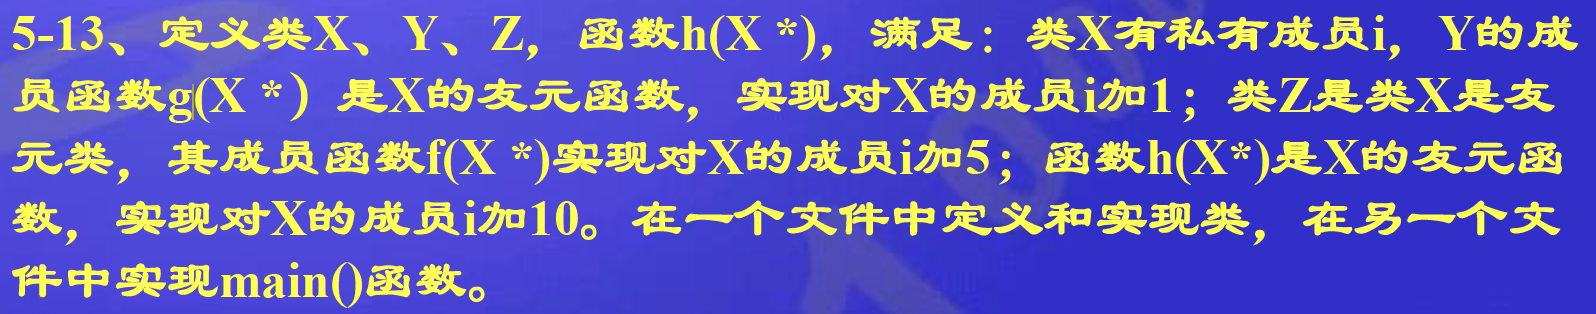 5-13、定义类X、Y、Z，函数h(X *)，满足：类X有私有成员i，Y的成
员函数g(X *）是X的友元函数，实现对X的成员i加1；类Z是类X是友
元类，其成员函数f(X *)实现对X的成员i加5；函数h(X*)是X的友元函
数，实现对X的成员i加10。在一个文件中定义和实现类，在另一个文
件中实现main()函数。